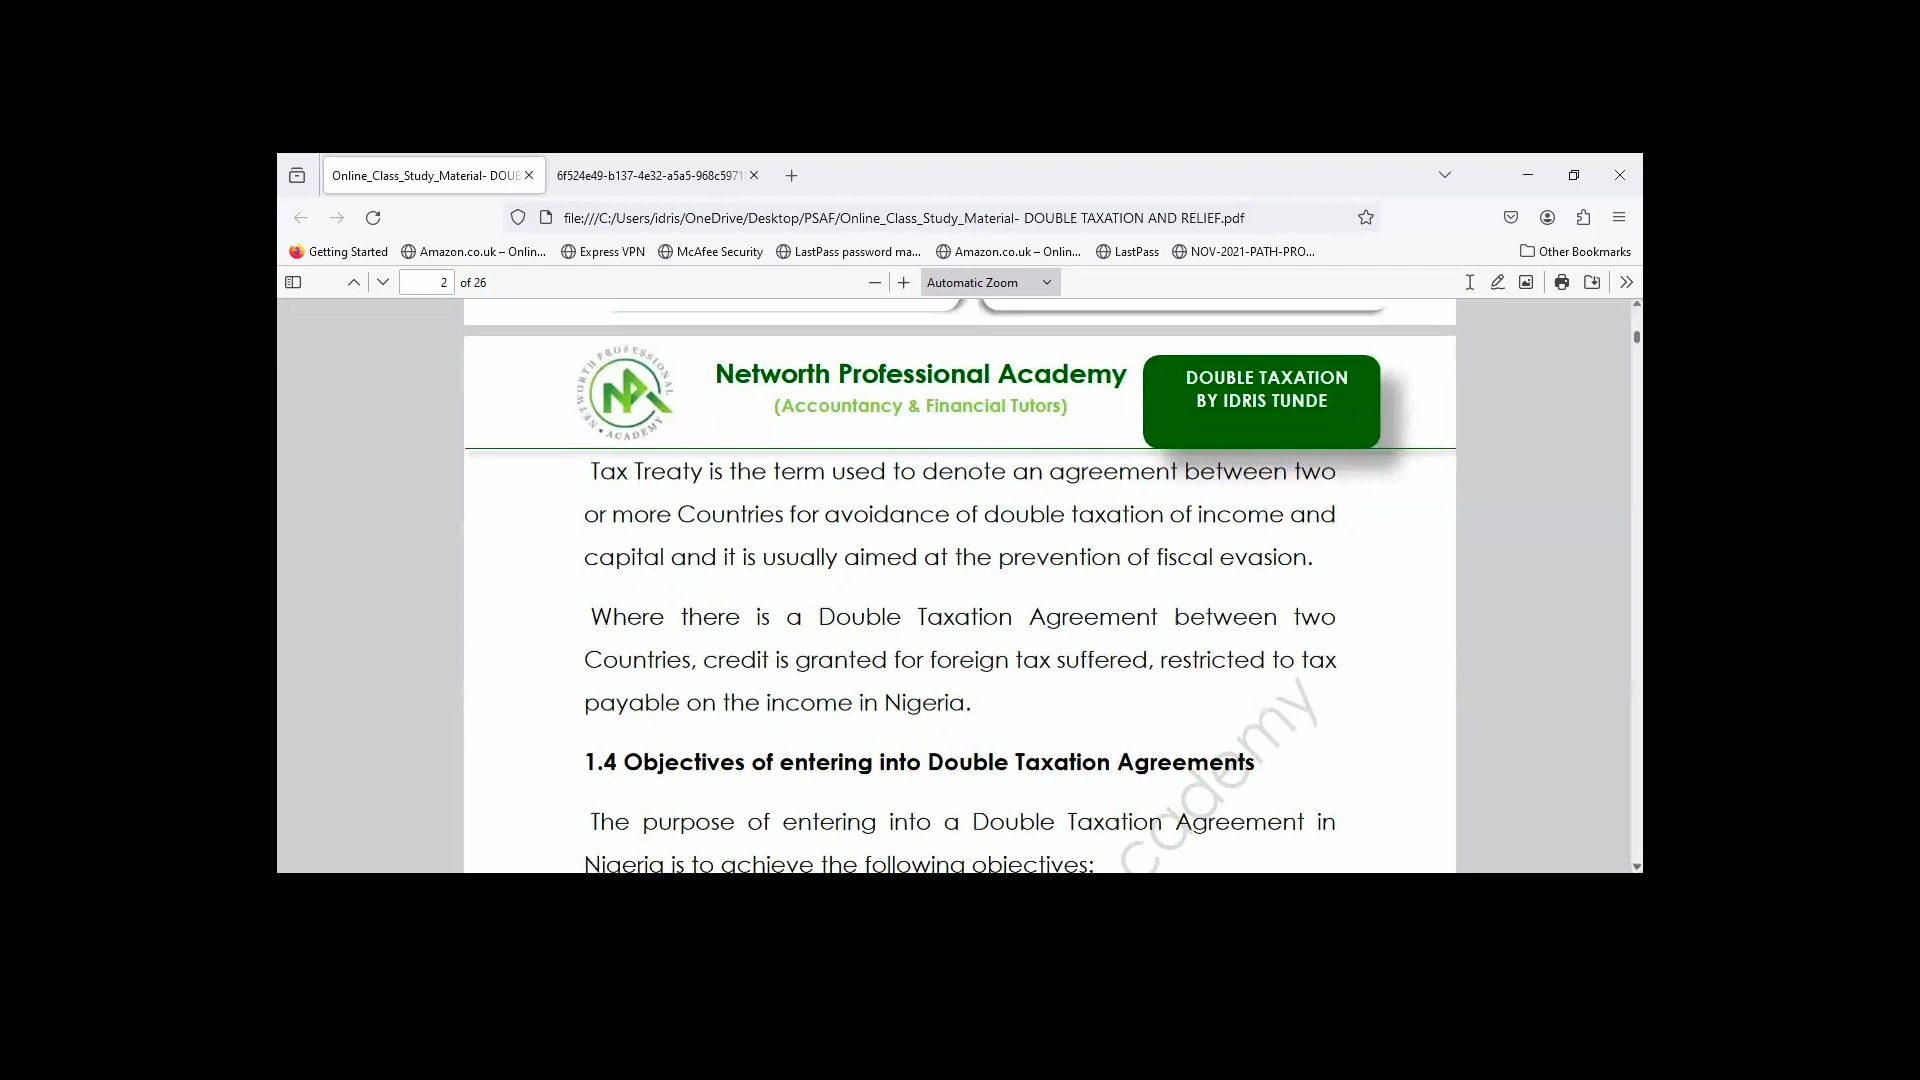 Online_Class_Study_Material- DOUB
6f524e49-b137-4e32-a5a5-968c5971
file:///C:/Users/idris/OneDrive/Desktop/PSAF/Online_Class_Study_Material- DOUBLE TAXATION AND RELIEF.pdf
Getting Started Amazon.co.uk – Onlin... Express VPN McAfee Security LastPass password ma... Amazon.co.uk – Onlin... LastPass NOV-2021-PATH-PRO... Other Bookmarks
2 of 26 Automatic Zoom
NETWORTH PROFESSIONAL ACADEMY
Networth Professional Academy
(Accountancy & Financial Tutors)
DOUBLE TAXATION
BY IDRIS TUNDE
Tax Treaty is the term used to denote an agreement between two
or more Countries for avoidance of double taxation of income and
capital and it is usually aimed at the prevention of fiscal evasion.
Where there is a Double Taxation Agreement between two
Countries, credit is granted for foreign tax suffered, restricted to tax
payable on the income in Nigeria.
1.4 Objectives of entering into Double Taxation Agreements
The purpose of entering into a Double Taxation Agreement in
Nigeria is to achieve the following objectives:
cademy